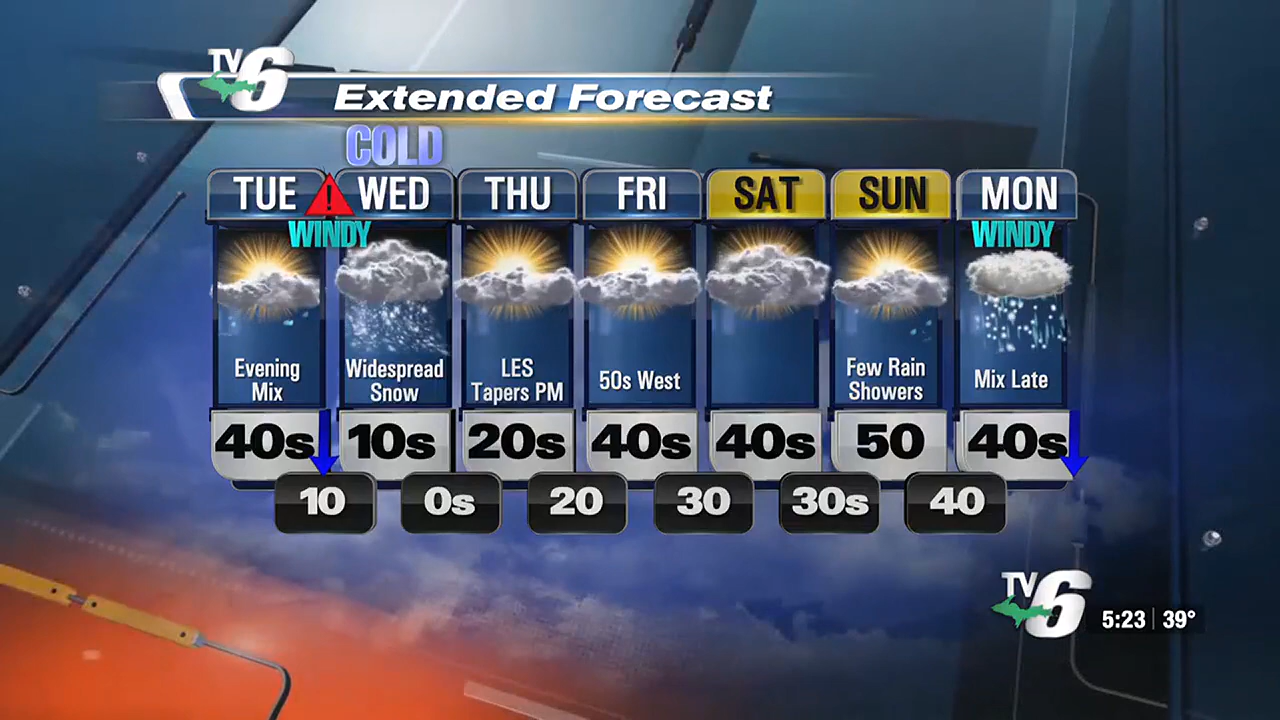 TV6
Extended Forecast
COLD
TUE ! WED THU FRI SAT SUN MON
WINDY WINDY
Evening
Mix
Widespread
Snow
LES
Tapers PM
50s West
Few Rain
Showers
Mix Late
40s 10s 20s 40s 40s 50 40s
10 0s 20 30 30s 40
TV6
5:23 39°